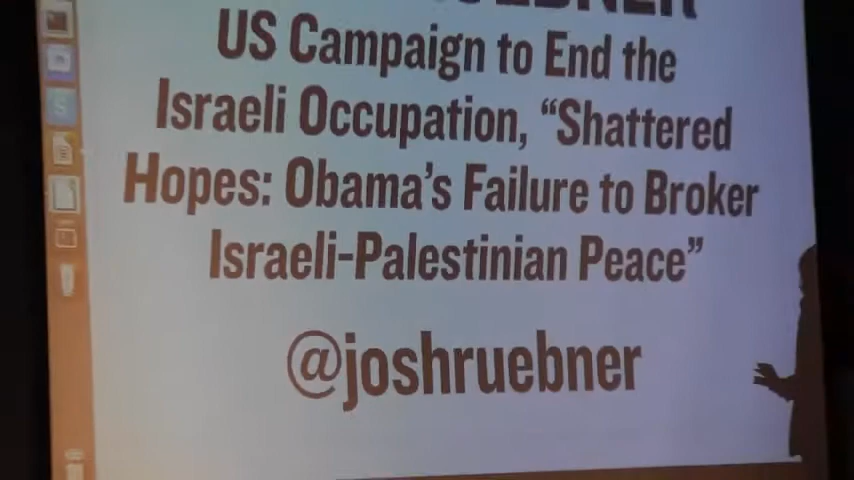 US Campaign to End the
Israeli Occupation, “Shattered
Hopes: Obama’s Failure to Broker
Israeli-Palestinian Peace”
@joshruebner